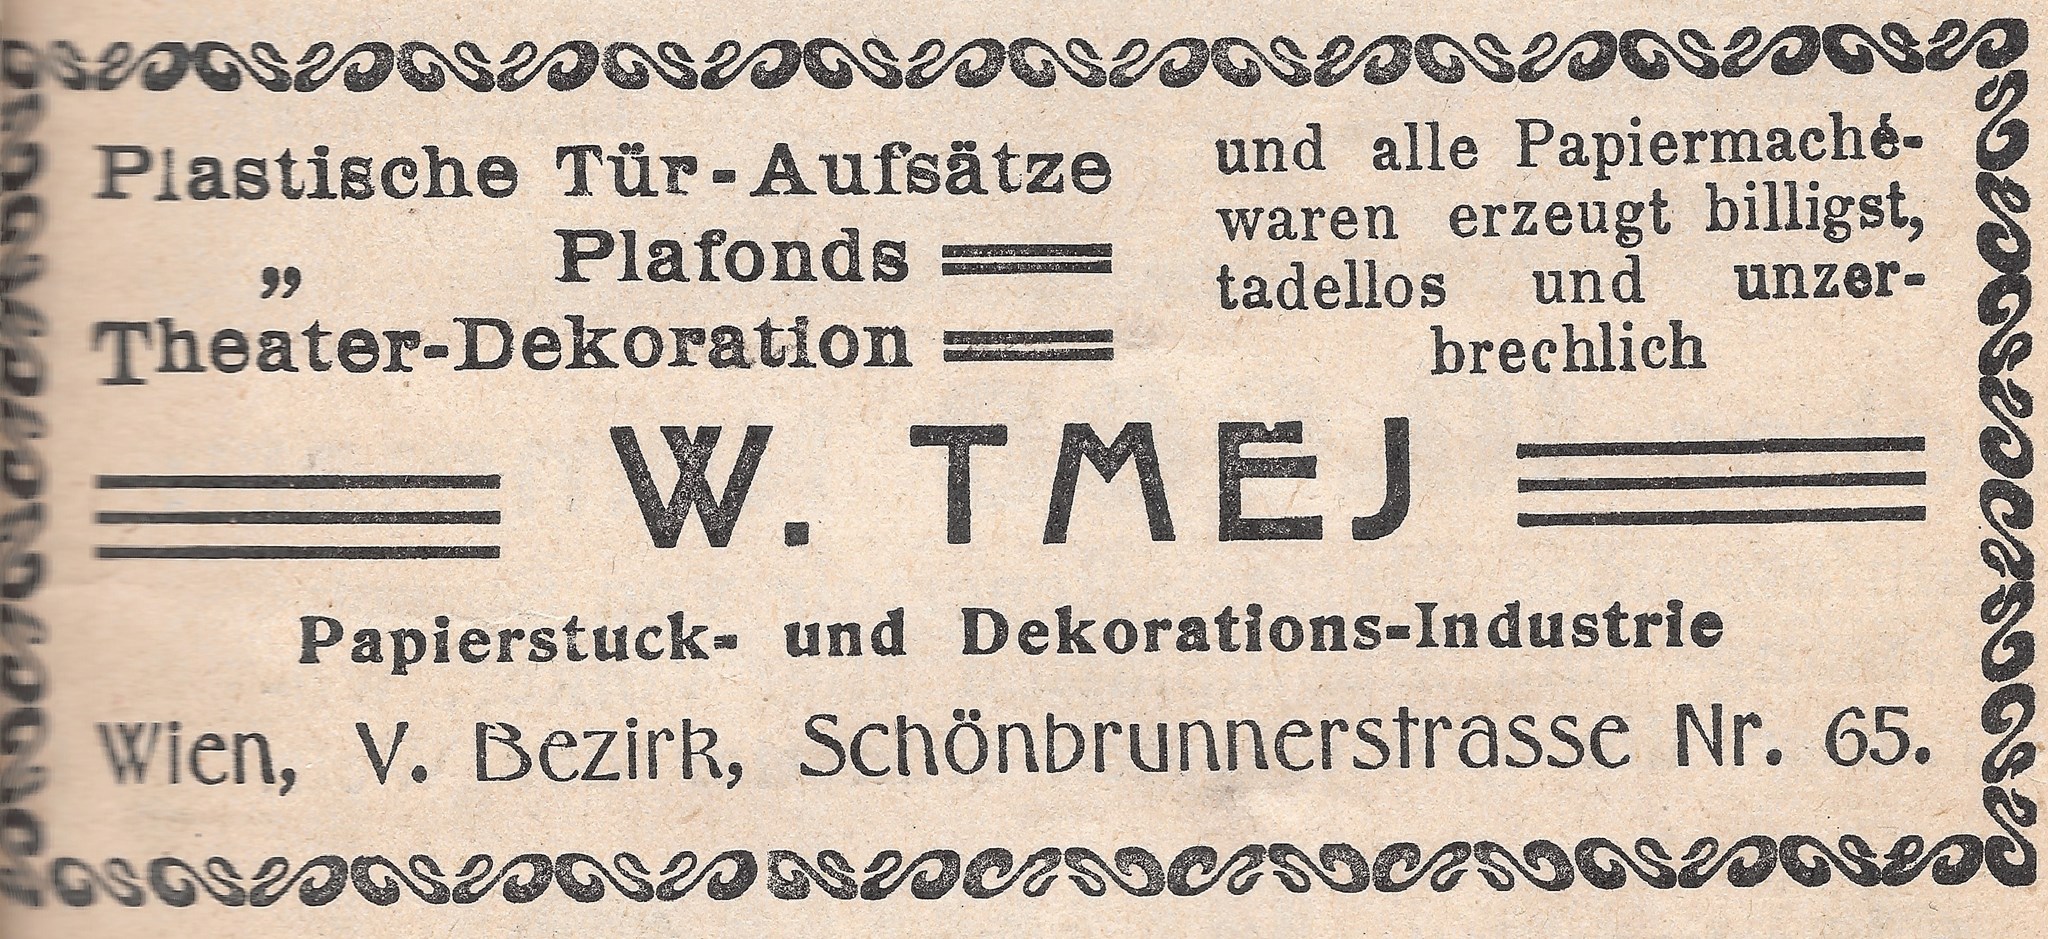 Plastische Tür-Aufsätze
„ Plafonds
Theater-Dekoration
und alle Papiermaché-
waren erzeugt billigst,
tadellos und unzer-
brechlich
W. TMEJ
Papierstuck- und Dekorations-Industrie
Wien, V. Bezirk, Schönbrunnerstrasse Nr. 65.